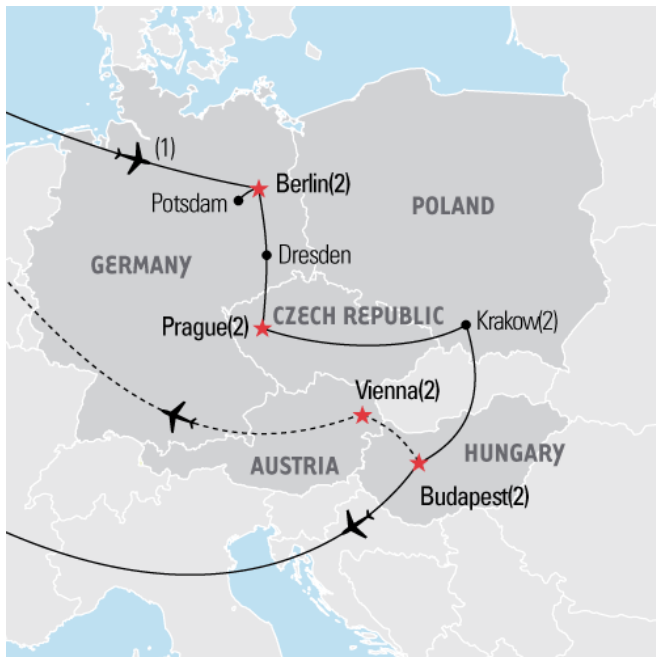 (1)
Berlin(2)
Potsdam
POLAND
Dresden
GERMANY
CZECH REPUBLIC
Prague(2)
Krakow(2)
Vienna(2)
HUNGARY
AUSTRIA
Budapest(2)